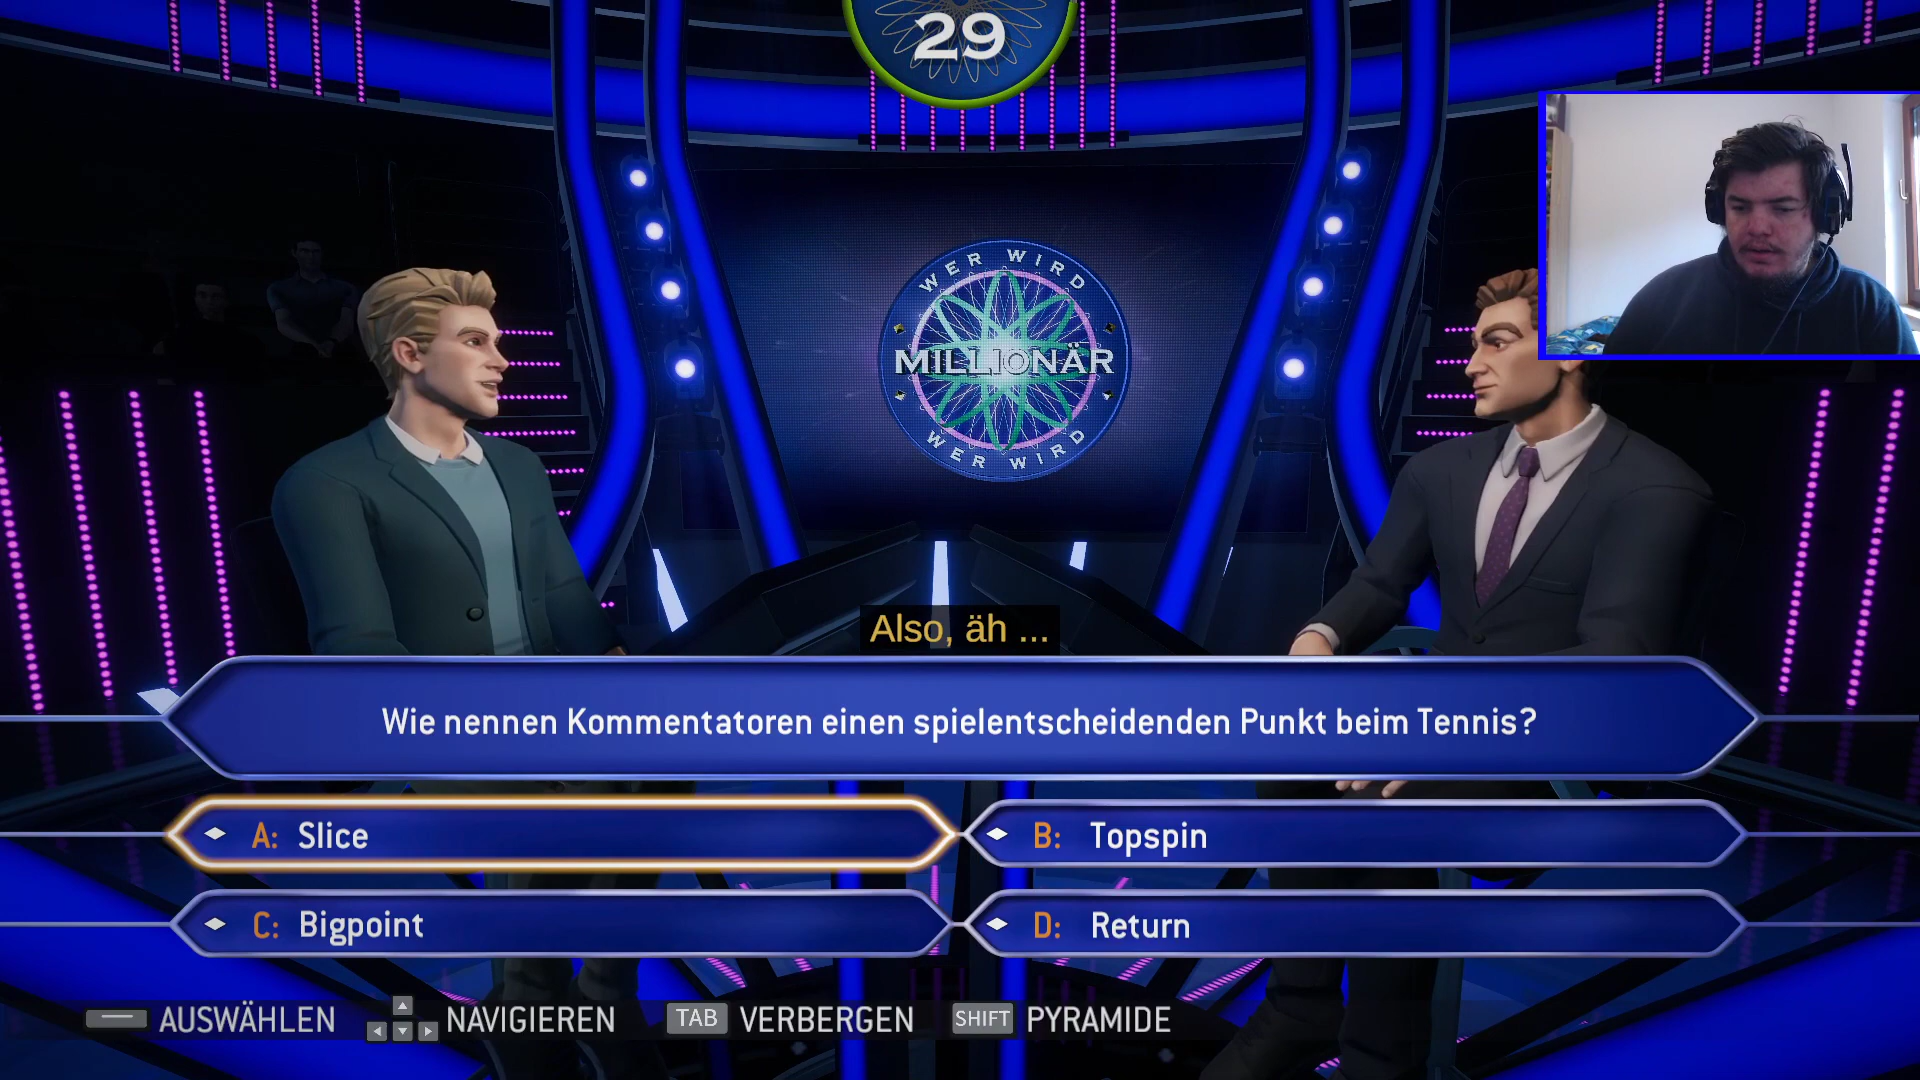 29
WER WIRD
MILLIONÄR
WER WIRD
Also, äh ...
Wie nennen Kommentatoren einen spielentscheidenden Punkt beim Tennis?
A: Slice
B: Topspin
C: Bigpoint
D: Return
AUSWÄHLEN NAVIGIEREN TAB VERBERGEN SHIFT PYRAMIDE